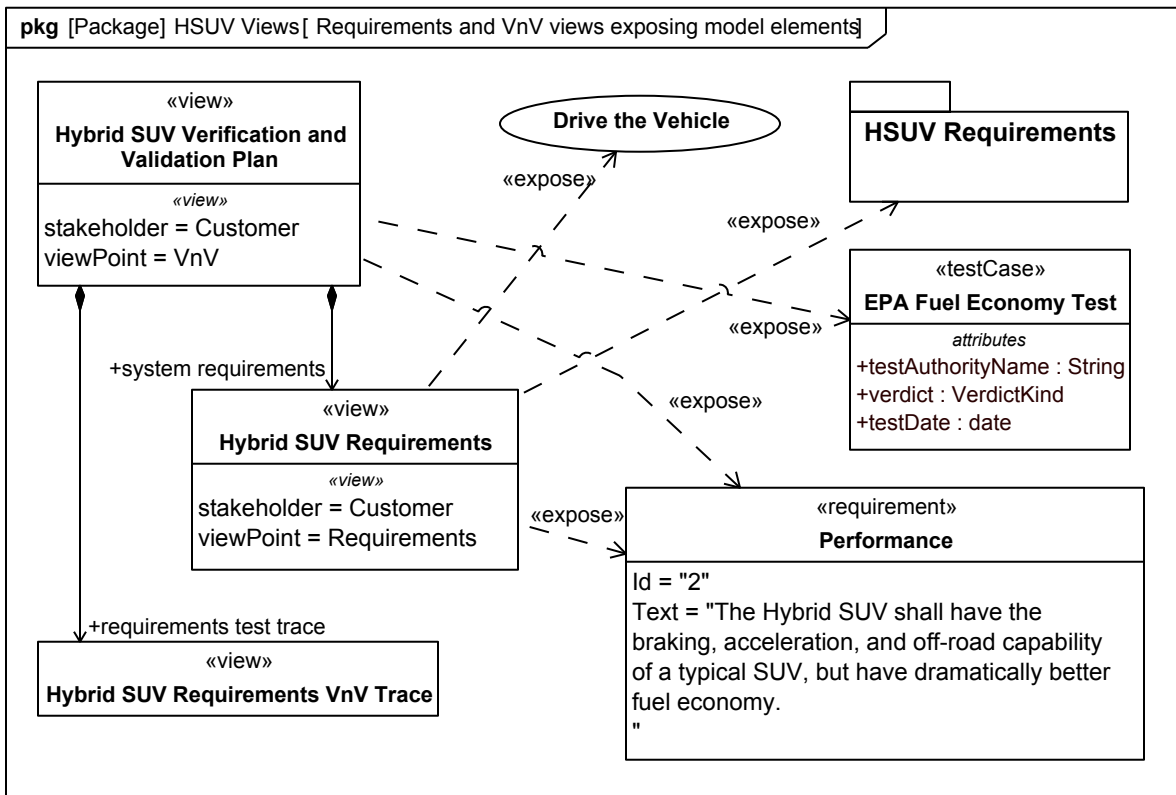 pkg [Package] HSUV Views[ Requirements and VnV views exposing model elements]
«view»
Hybrid SUV Verification and
Validation Plan
«view»
stakeholder = Customer
viewPoint = VnV
Drive the Vehicle
HSUV Requirements
«expose»
«expose»
«testCase»
EPA Fuel Economy Test
attributes
+testAuthorityName : String
+verdict : VerdictKind
+testDate : date
«expose»
+system requirements
«expose»
«view»
Hybrid SUV Requirements
«view»
stakeholder = Customer
viewPoint = Requirements
«expose»
«requirement»
Performance
Id = "2"
Text = "The Hybrid SUV shall have the
braking, acceleration, and off-road capability
of a typical SUV, but have dramatically better
fuel economy.
"
+requirements test trace
«view»
Hybrid SUV Requirements VnV Trace